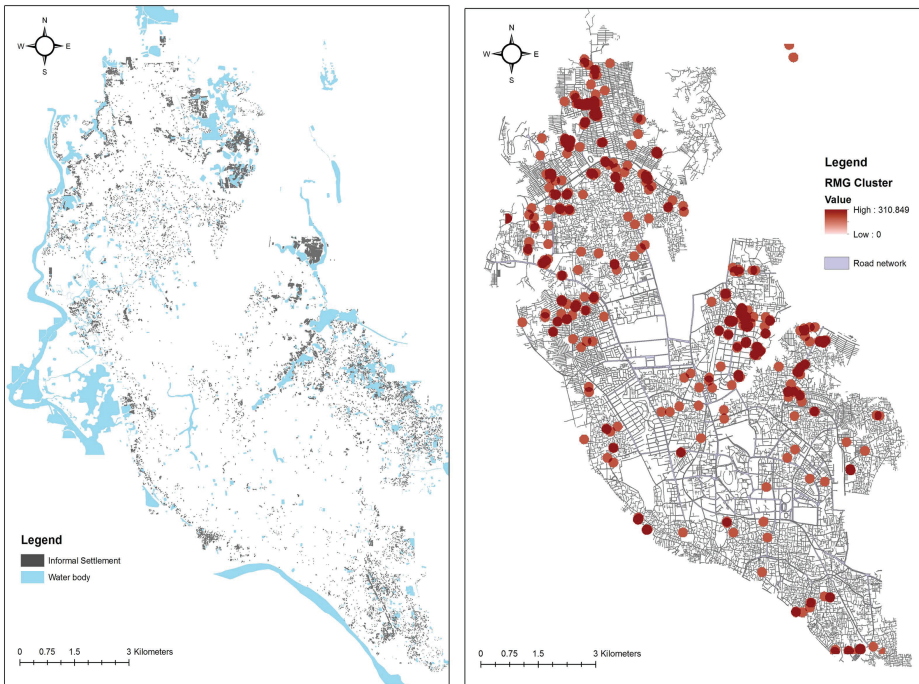 N
W E
S
Legend
Informal Settlement
Water body
0 0.75 1.5 3 Kilometers
N
W E
S
Legend
RMG Cluster
Value
High : 310.849
Low : 0
Road network
0 0.75 1.5 3 Kilometers